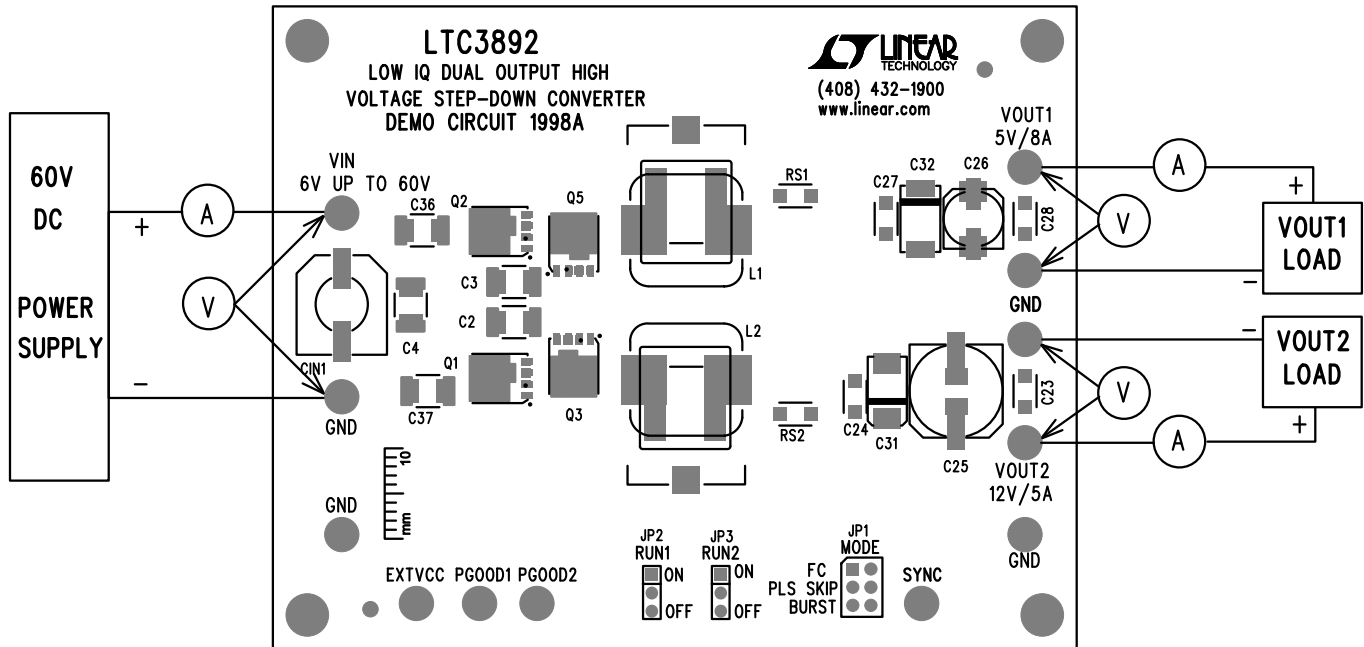 LTC3892
LOW IQ DUAL OUTPUT HIGH
VOLTAGE STEP-DOWN CONVERTER
DEMO CIRCUIT 1998A
LINEAR
TECHNOLOGY
(408) 432-1900
www.linear.com
60V
DC
POWER
SUPPLY
+
A
V
-
VIN
6V UP TO 60V
C36
CIN1
C4
C37
GND
GND
10
mm
Q2
Q5
C3
C2
Q1
Q3
L1
L2
RS1
RS2
C27
C32
C26
C28
C24
C31
C25
C23
VOUT1
5V/8A
GND
VOUT2
12V/5A
GND
A
+
V
-
VOUT1
LOAD
-
V
A
+
VOUT2
LOAD
EXTVCC
PGOOD1
PGOOD2
JP2
RUN1
ON
OFF
JP3
RUN2
ON
OFF
JP1
MODE
FC
PLS SKIP
BURST
SYNC